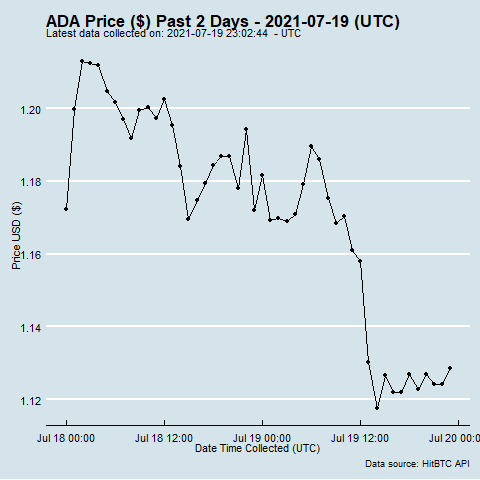 ADA Price ($) Past 2 Days - 2021-07-19 (UTC)
Latest data collected on: 2021-07-19 23:02:44 - UTC
1.20
1.18
1.16
1.14
1.12
Price USD ($)
Jul 18 00:00 Jul 18 12:00 Jul 19 00:00 Jul 19 12:00 Jul 20 00:0
Date Time Collected (UTC)
Data source: HitBTC API